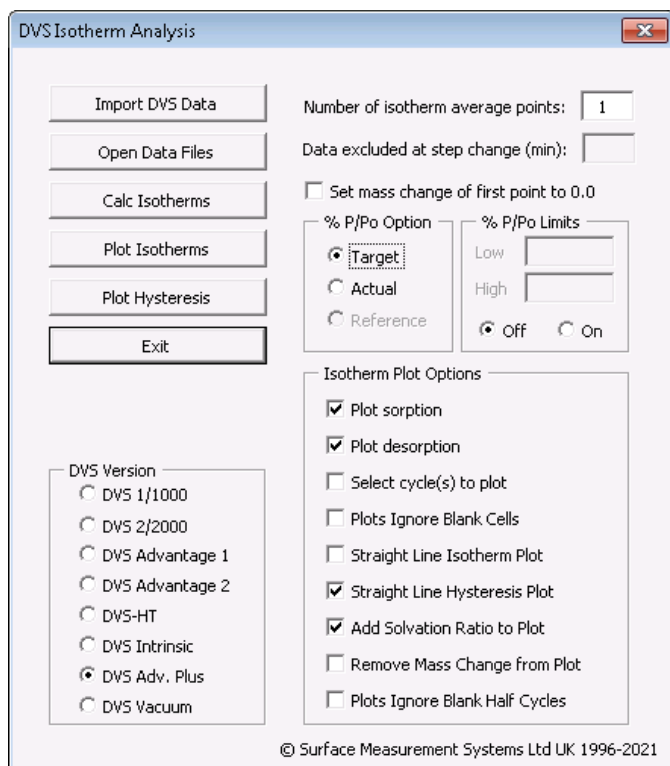 DVS Isotherm Analysis
Import DVS Data
Open Data Files
Calc Isotherms
Plot Isotherms
Plot Hysteresis
Exit
Number of isotherm average points: 1
Data excluded at step change (min):
Set mass change of first point to 0.0
% P/Po Option
Target
Actual
Reference
% P/Po Limits
Low
High
Off On
Isotherm Plot Options
Plot sorption
Plot desorption
Select cycle(s) to plot
Plots Ignore Blank Cells
Straight Line Isotherm Plot
Straight Line Hysteresis Plot
Add Solvation Ratio to Plot
Remove Mass Change from Plot
Plots Ignore Blank Half Cycles
DVS Version
DVS 1/1000
DVS 2/2000
DVS Advantage 1
DVS Advantage 2
DVS-HT
DVS Intrinsic
DVS Adv. Plus
DVS Vacuum
© Surface Measurement Systems Ltd UK 1996-2021